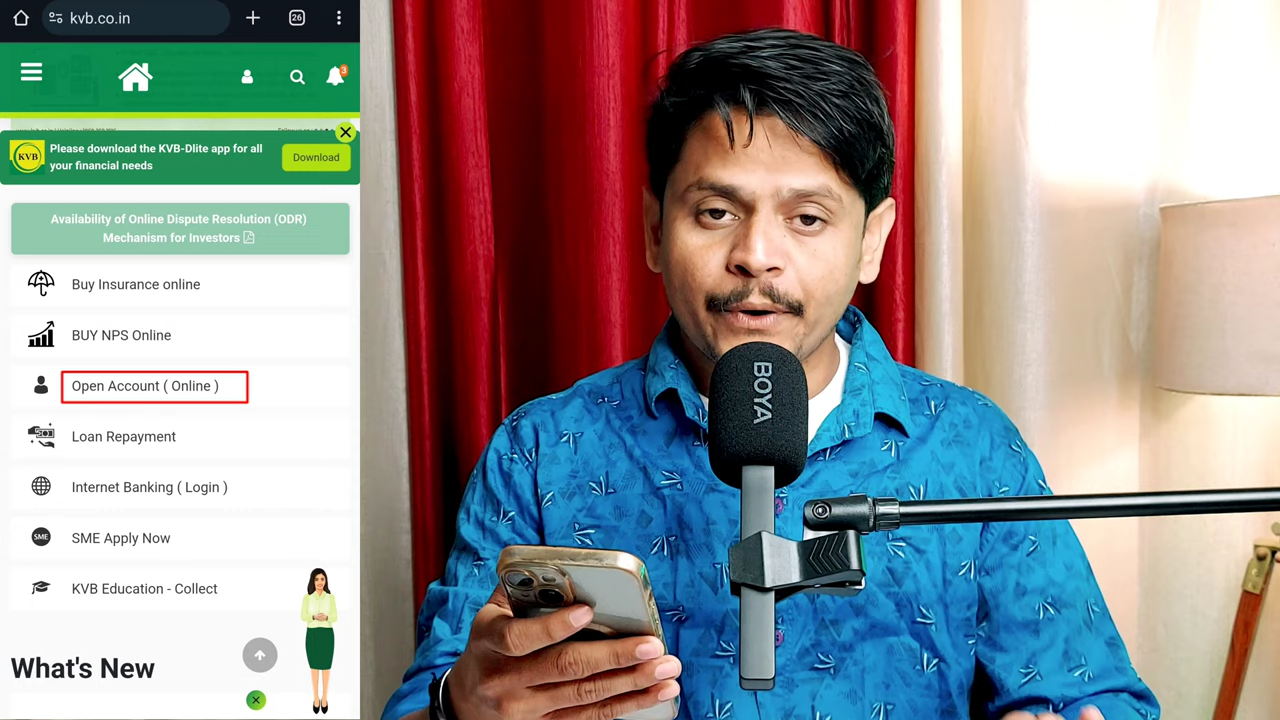 kvb.co.in
26
3
KVB
Please download the KVB-Dlite app for all
your financial needs
Download
Availability of Online Dispute Resolution (ODR)
Mechanism for Investors
Buy Insurance online
BUY NPS Online
Open Account ( Online )
Loan Repayment
Internet Banking ( Login )
SME
SME Apply Now
KVB Education - Collect
What's New
BOYA